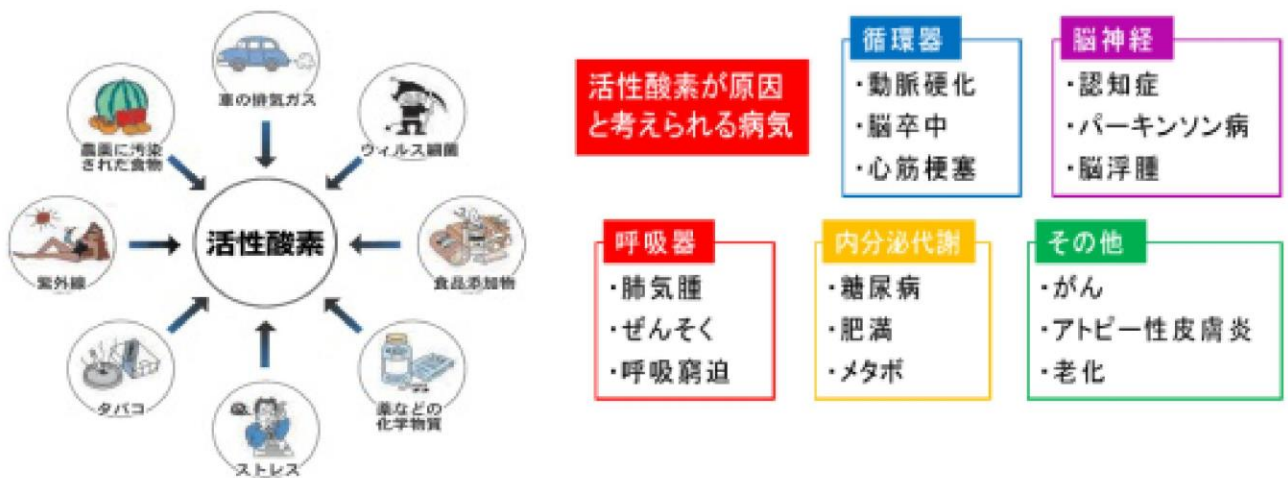 車の排気ガス
ウィルス細菌
食品添加物
薬などの
化学物質
ストレス
タバコ
紫外線
農薬に汚染
された食物
活性酸素
活性酸素が原因
と考えられる病気
循環器
・動脈硬化
・脳卒中
・心筋梗塞
脳神経
・認知症
・パーキンソン病
・脳浮腫
呼吸器
・肺気腫
・ぜんそく
・呼吸窮迫
内分泌代謝
・糖尿病
・肥満
・メタボ
その他
・がん
・アトピー性皮膚炎
・老化